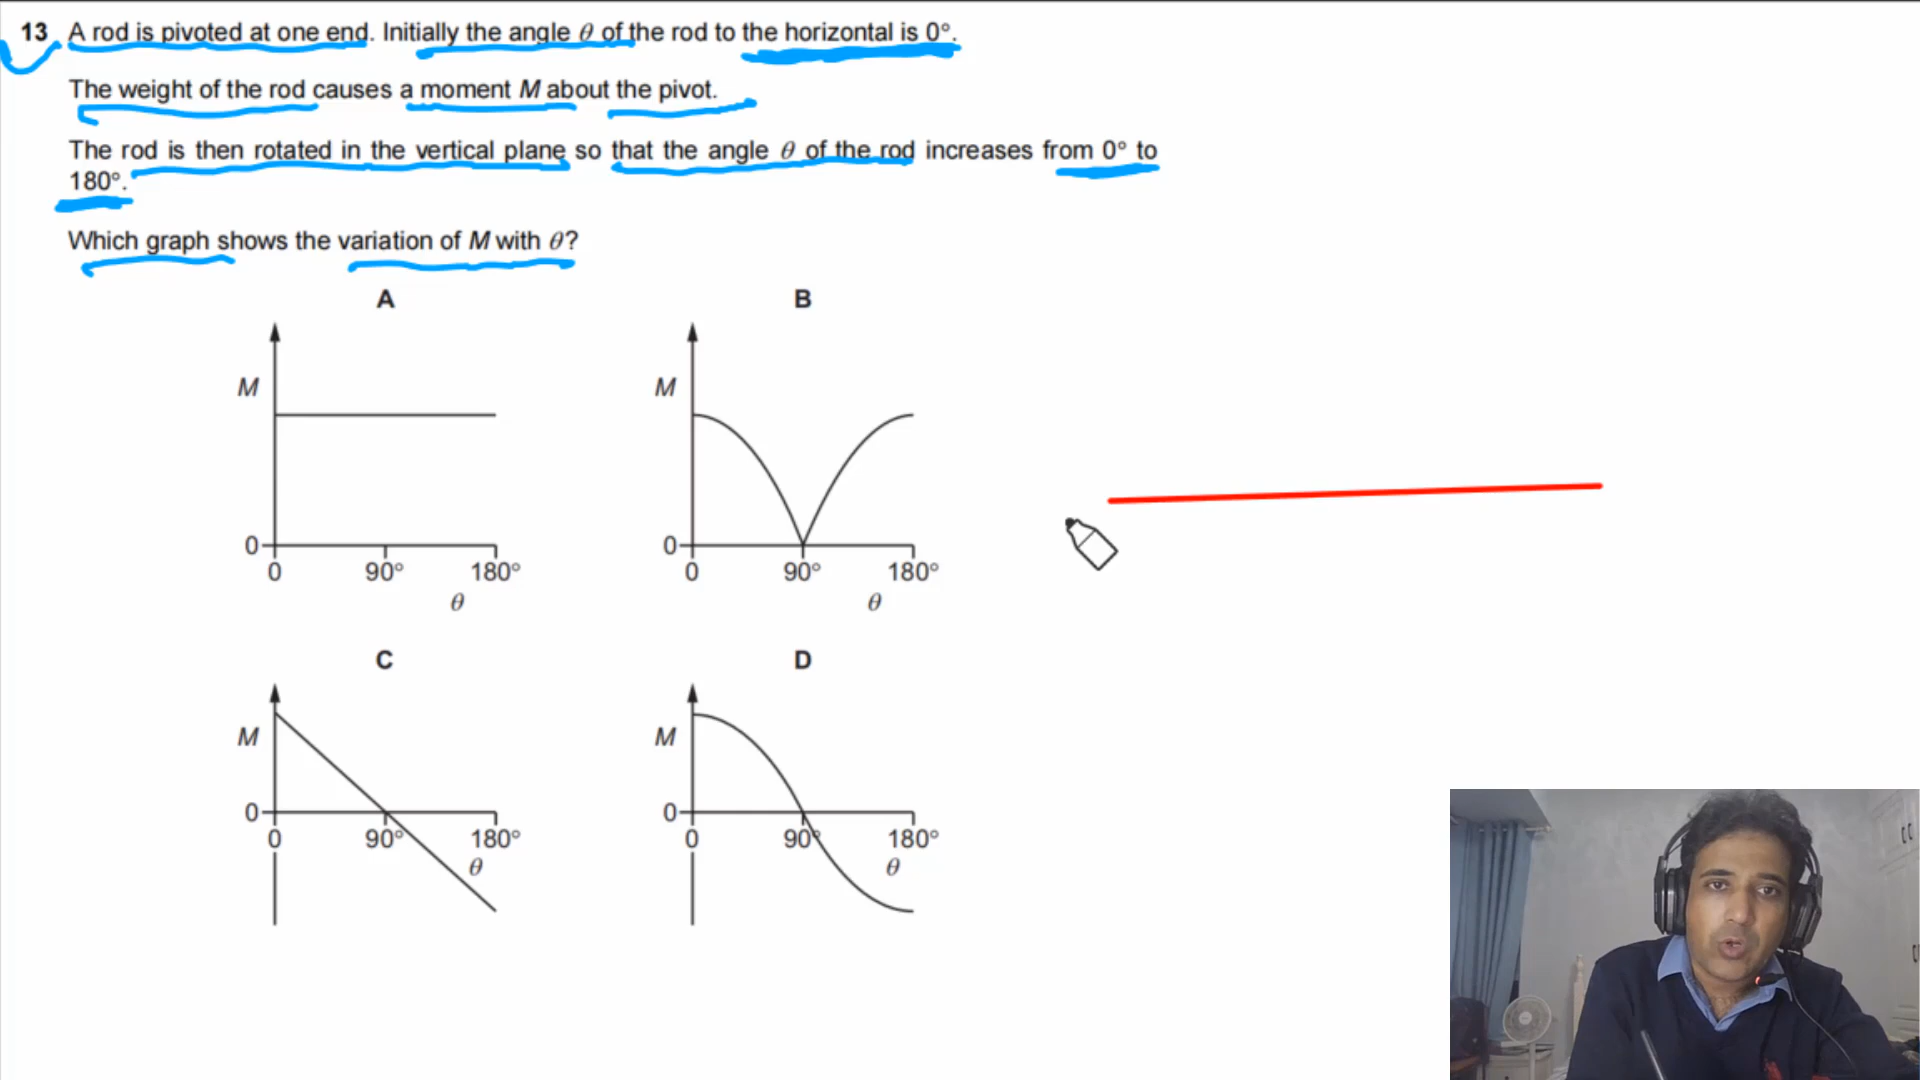 13 A rod is pivoted at one end. Initially the angle θ of the rod to the horizontal is 0°.
The weight of the rod causes a moment M about the pivot.
The rod is then rotated in the vertical plane so that the angle θ of the rod increases from 0° to
180°.
Which graph shows the variation of M with θ?
A
M
0
0 90° 180°
θ
B
M
0
0 90° 180°
θ
C
M
0
0 90° 180°
θ
D
M
0
0 90° 180°
θ